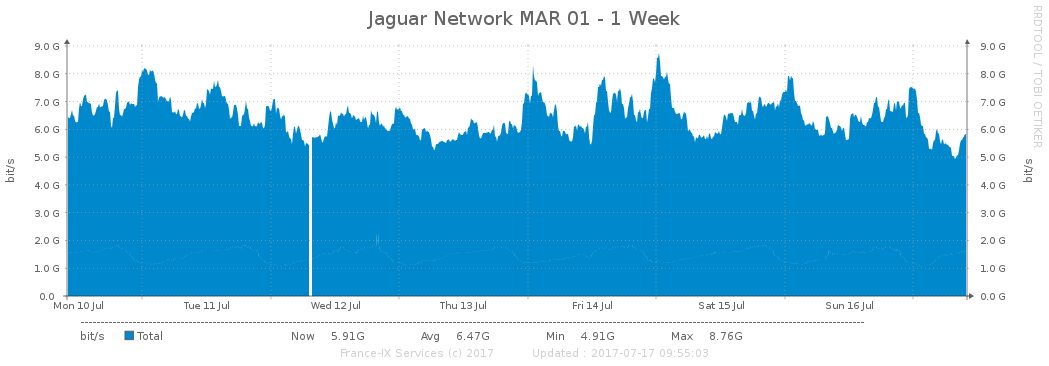 Jaguar Network MAR 01 - 1 Week
RRDTOOL / TOBI OETIKER
9.0 G 9.0 G
8.0 G 8.0 G
7.0 G 7.0 G
6.0 G 6.0 G
5.0 G 5.0 G
4.0 G 4.0 G
3.0 G 3.0 G
2.0 G 2.0 G
1.0 G 1.0 G
0.0 0.0 G
bit/s
bit/s
Mon 10 Jul Tue 11 Jul Wed 12 Jul Thu 13 Jul Fri 14 Jul Sat 15 Jul Sun 16 Jul
bit/s Total Now 5.91G Avg 6.47G Min 4.91G Max 8.76G
France-IX Services (c) 2017 Updated : 2017-07-17 09:55:03